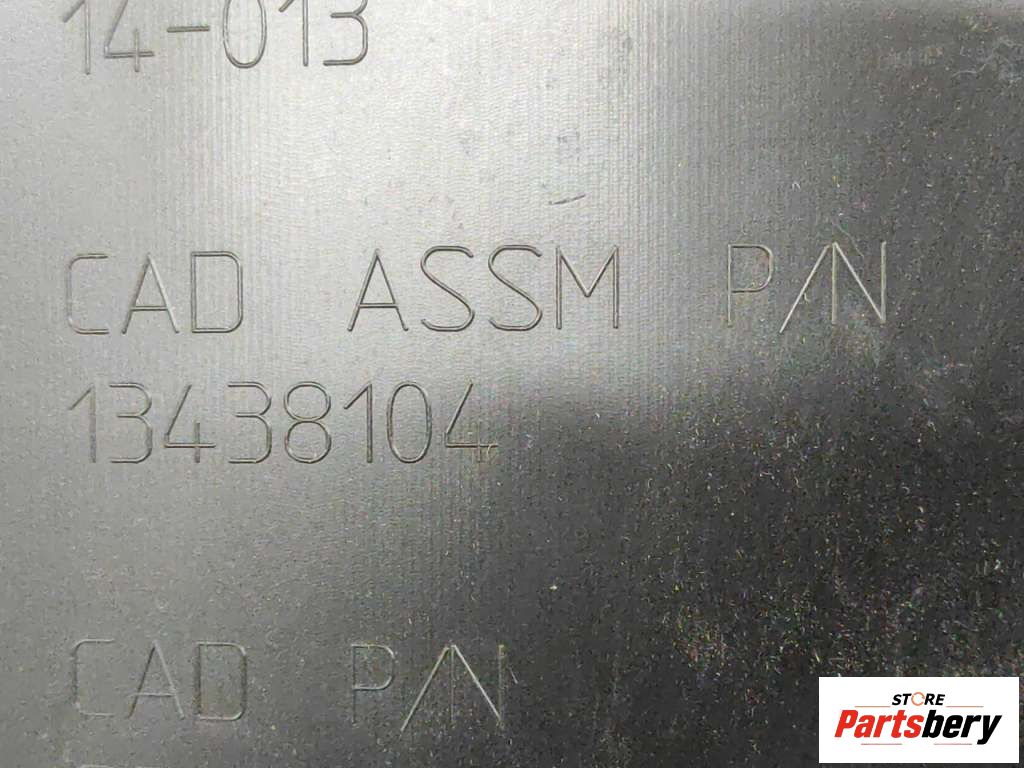 14-013
CAD ASSM P/N
13438104
CAD P/N
STORE
Partsbery